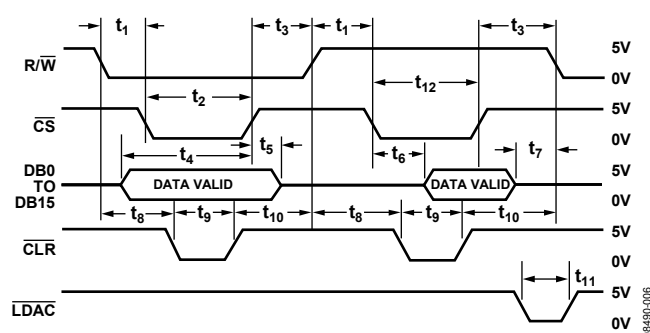 t1 t3 t1 t3
R/W 5V
0V
t2 t12
CS 5V
0V
t4 t5 t6 t7
DB0 TO DB15 DATA VALID DATA VALID 5V
0V
t8 t9 t10 t8 t9 t10
CLR 5V
0V
t11
LDAC 5V
0V
8490-006